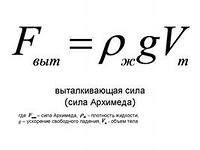 Fвыт = ρжgVт
выталкивающая сила
(сила Архимеда)
где Fвыт – сила Архимеда, ρж - плотность жидкости,
g – ускорение свободного падения, Vт - объем тела